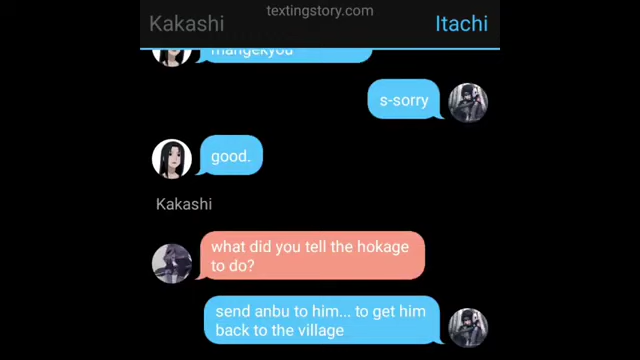 textingstory.com
Kakashi
Itachi
mangekyou
s-sorry
good.
Kakashi
what did you tell the hokage
to do?
send anbu to him... to get him
back to the village